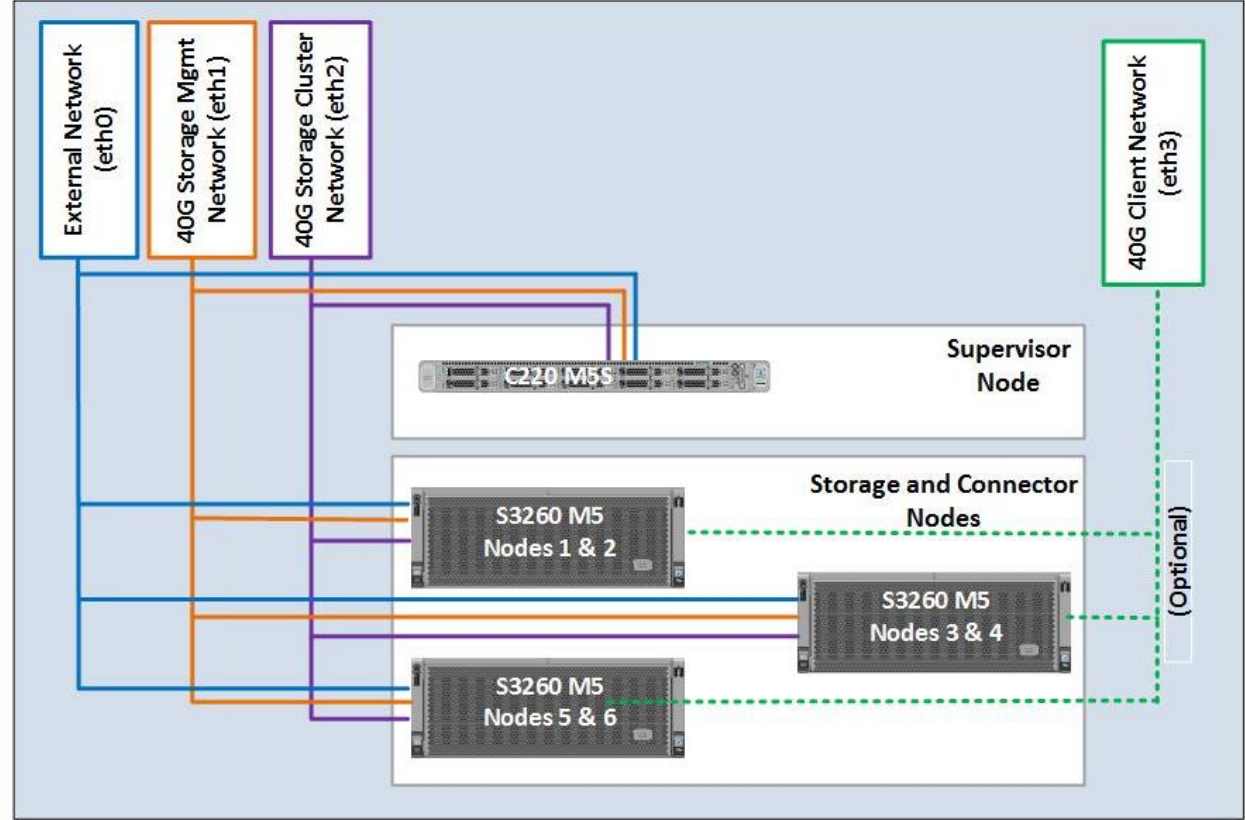 External Network
(eth0)
40G Storage Mgmt
Network (eth1)
40G Storage Cluster
Network (eth2)
40G Client Network
(eth3)
C220 M5S
Supervisor
Node
Storage and Connector
Nodes
S3260 M5
Nodes 1 & 2
S3260 M5
Nodes 3 & 4
S3260 M5
Nodes 5 & 6
(Optional)